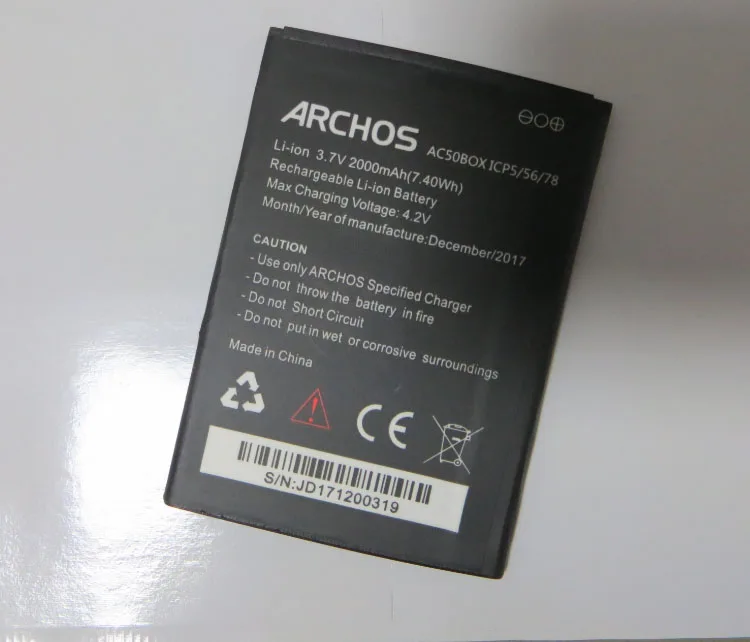 ARCHOS AC50BOX ICP5/56/78
Li-ion 3.7V 2000mAh(7.40Wh)
Rechargeable Li-ion Battery
Max Charging Voltage: 4.2V
Month/Year of manufacture:December/2017
CAUTION
- Use only ARCHOS Specified Charger
- Do not throw the battery in fire
- Do not Short Circuit
- Do not put in wet or corrosive surroundings
Made in China
CE
S/N:JD171200319